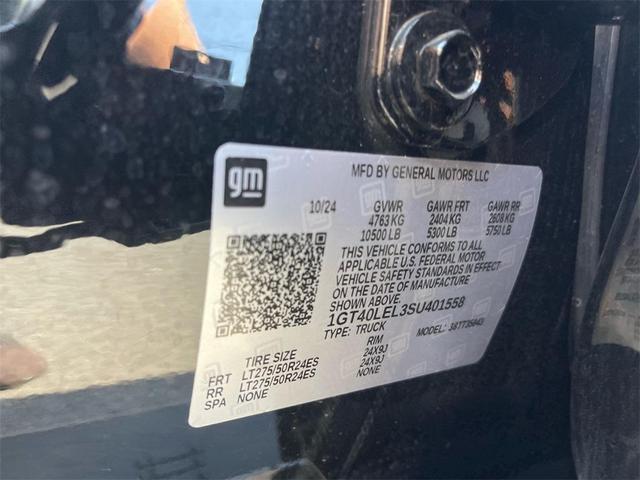 gm
MFD BY GENERAL MOTORS LLC
10/24 GVWR GAWR FRT GAWR RR
4763 KG 2404 KG 2608 KG
10500 LB 5300 LB 5750 LB
THIS VEHICLE CONFORMS TO ALL
APPLICABLE U.S. FEDERAL MOTOR
VEHICLE SAFETY STANDARDS IN EFFECT
ON THE DATE OF MANUFACTURE
SHOWN ABOVE.
1GT40LEL3SU401558
TYPE: TRUCK MODEL:
TIRE SIZE RIM
FRT LT275/50R24ES 24X9J
RR LT275/50R24ES 24X9J
SPA NONE NONE